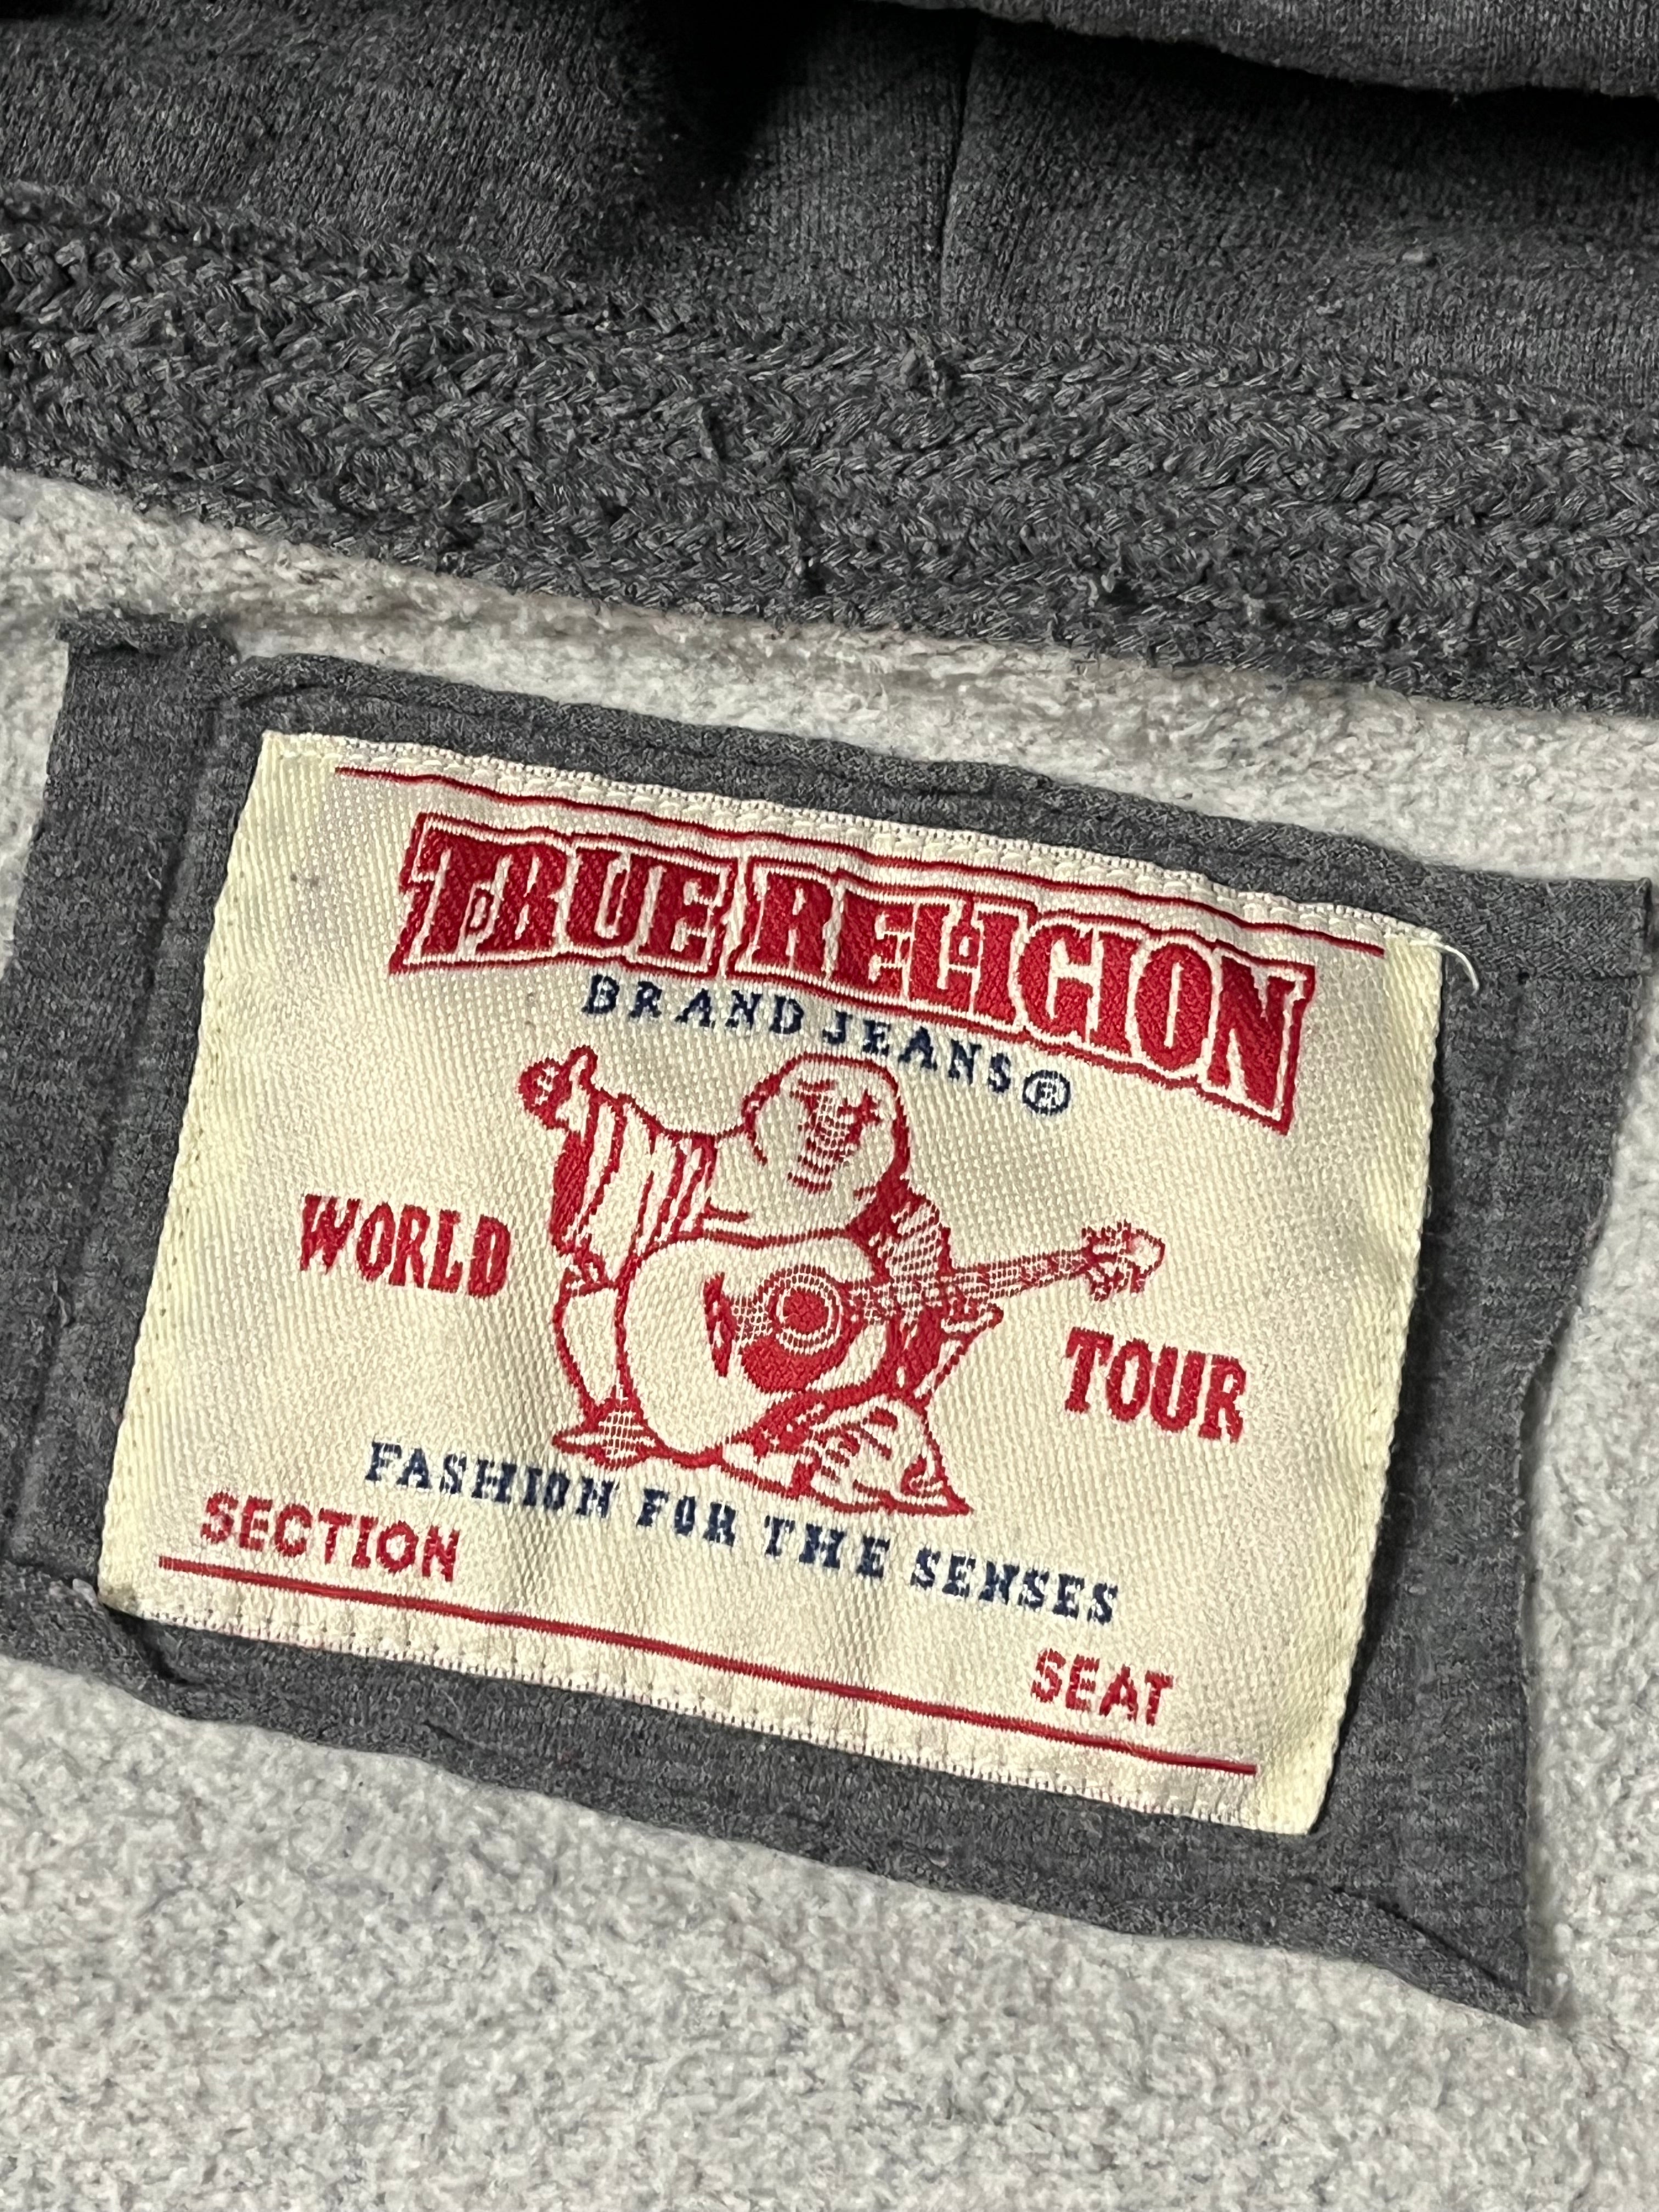 TRUE RELIGION
BRAND JEANS®
WORLD
TOUR
FASHION FOR THE SENSES
SECTION
SEAT